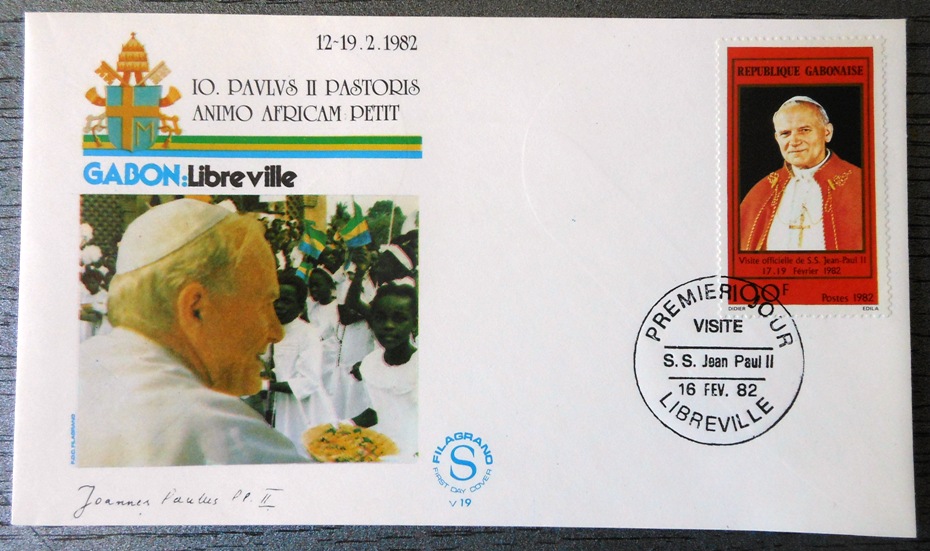 12-19.2.1982
IO. PAVLVS II PASTORIS
ANIMO AFRICAM PETIT
GABON: Libreville
F.D.C. FILAGRANO
Joannes Paulus PP. II
FILAGRANO
S
FIRST DAY COVER
V 19
REPUBLIQUE GABONAISE
Visite officielle de S.S. Jean-Paul II
17.19 Février 1982
100F
Postes 1982
DIDIER
EDILA
PREMIER JOUR
VISITE
S.S. Jean Paul II
16 FEV. 82
LIBREVILLE